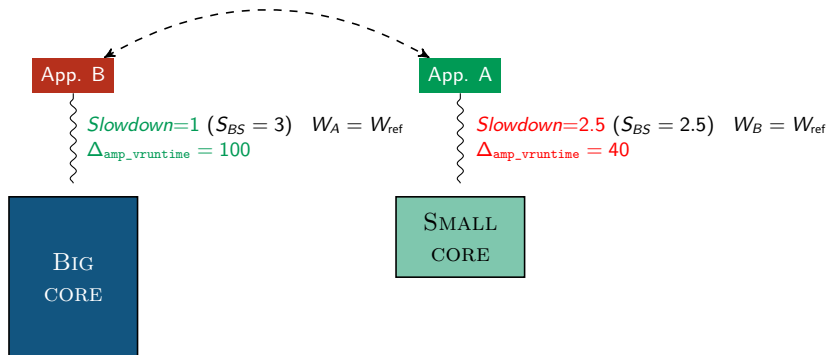 App. B
App. A
Slowdown=1 (S_BS = 3) W_A = W_ref
Δ_amp_vruntime = 100
Slowdown=2.5 (S_BS = 2.5) W_B = W_ref
Δ_amp_vruntime = 40
BIG
CORE
SMALL
CORE